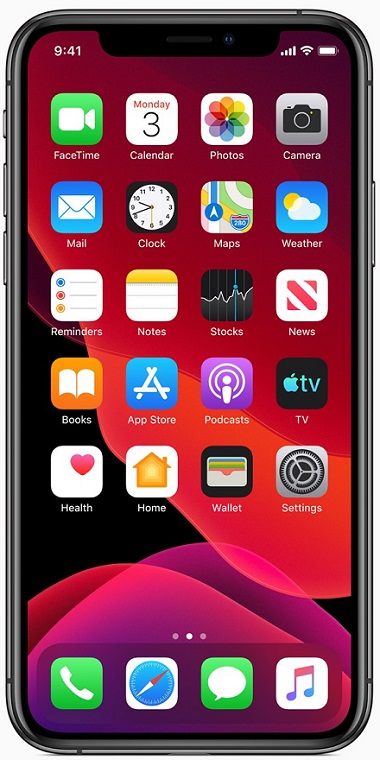 9:41
Monday
3
FaceTime Calendar Photos Camera
280
Mail Clock Maps Weather
Reminders Notes Stocks News
tv
Books App Store Podcasts TV
Health Home Wallet Settings